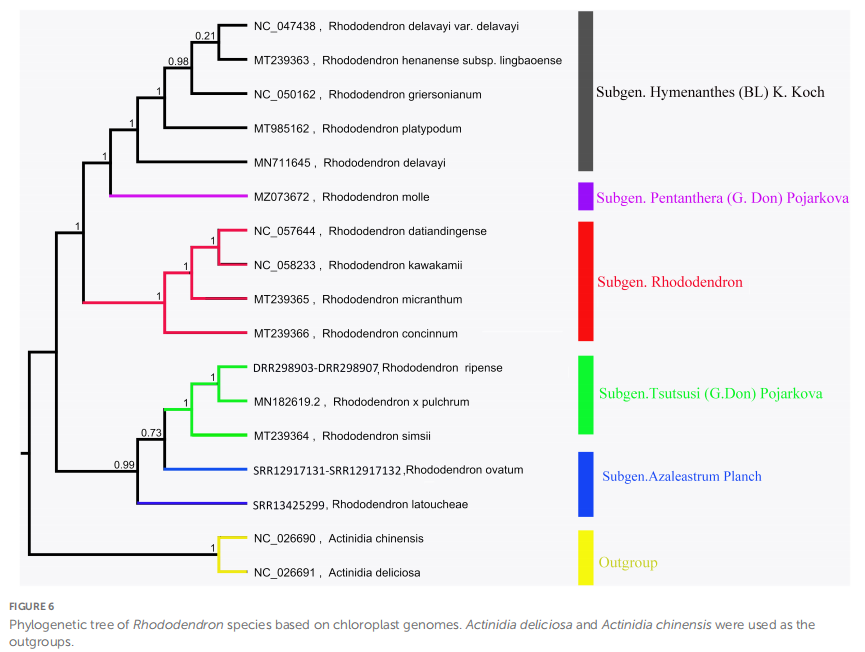 NC_047438 , Rhododendron delavayi var. delavayi
0.21
MT239363 , Rhododendron henanense subsp. lingbaoense
0.98
NC_050162 , Rhododendron griersonianum
Subgen. Hymenanthes (BL) K. Koch
1
MT985162 , Rhododendron platypodum
1
MN711645 , Rhododendron delavayi
1
MZ073672 , Rhododendron molle
Subgen. Pentanthera (G. Don) Pojarkova
1
NC_057644 , Rhododendron datiandingense
1
NC_058233 , Rhododendron kawakamii
1
MT239365 , Rhododendron micranthum
Subgen. Rhododendron
1
MT239366 , Rhododendron concinnum
DRR298903-DRR298907, Rhododendron ripense
1
MN182619.2 , Rhododendron x pulchrum
Subgen.Tsutsusi (G.Don) Pojarkova
1
MT239364 , Rhododendron simsii
0.73
SRR12917131-SRR12917132 ,Rhododendron ovatum
0.99
Subgen.Azaleastrum Planch
SRR13425299, Rhododendron latoucheae
NC_026690 , Actinidia chinensis
1
Outgroup
NC_026691 , Actinidia deliciosa
FIGURE 6
Phylogenetic tree of Rhododendron species based on chloroplast genomes. Actinidia deliciosa and Actinidia chinensis were used as the
outgroups.